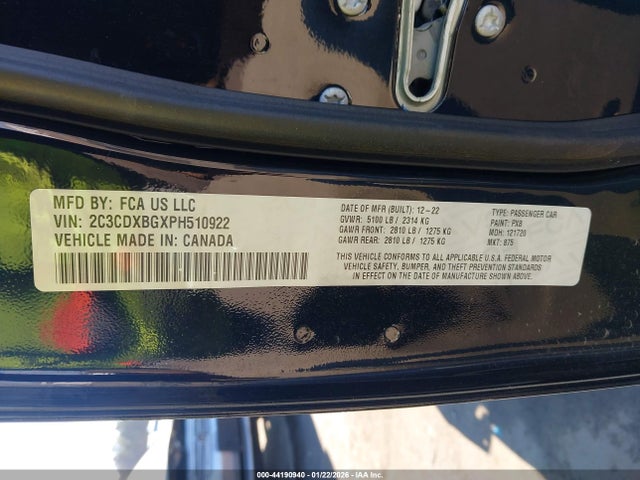 MFD BY: FCA US LLC
VIN: 2C3CDXBGXPH510922
VEHICLE MADE IN: CANADA
DATE OF MFR (BUILT): 12-22
GVWR: 5100 LB / 2314 KG
GAWR FRONT: 2810 LB / 1275 KG
GAWR REAR: 2810 LB / 1275 KG
TYPE: PASSENGER CAR
PAINT: PX8
MDH: 121720
MKT: 875
THIS VEHICLE CONFORMS TO ALL APPLICABLE U.S.A. FEDERAL MOTOR
VEHICLE SAFETY, BUMPER, AND THEFT PREVENTION STANDARDS
IN EFFECT ON THE DATE OF MANUFACTURE SHOWN ABOVE.
000-44190940 - 01/22/2026 - IAAI.COM